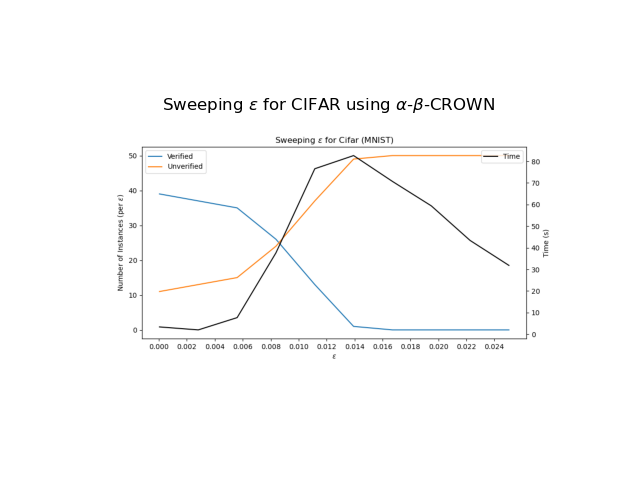 Sweeping ε for CIFAR using α-β-CROWN
Sweeping ε for Cifar (MNIST)
Verified
Unverified
Time
Number of Instances (per ε)
50
40
30
20
10
0
Time (s)
80
70
60
50
40
30
20
10
0
0.000 0.002 0.004 0.006 0.008 0.010 0.012 0.014 0.016 0.018 0.020 0.022 0.024
ε